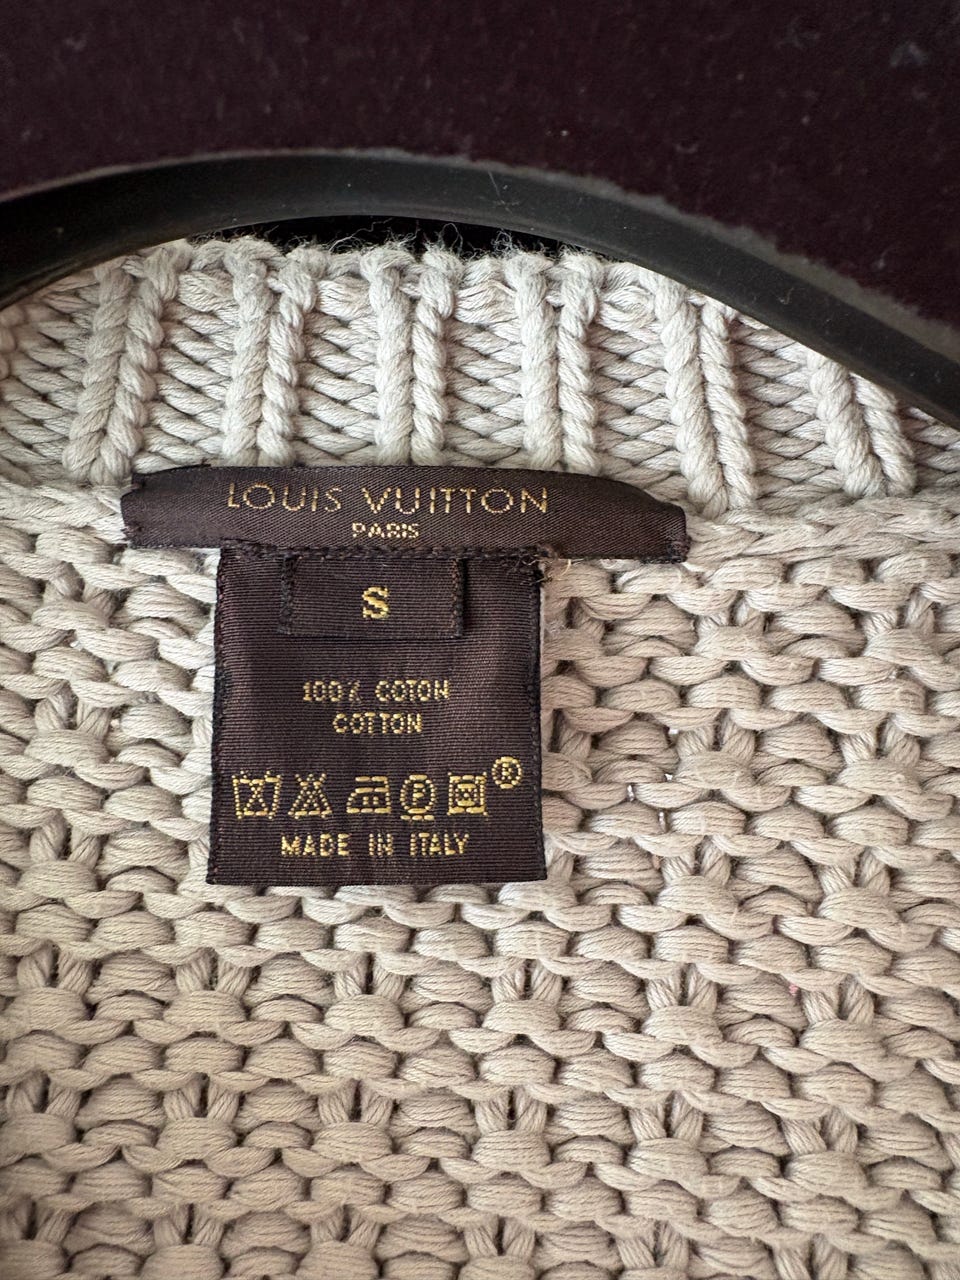 LOUIS VUITTON
PARIS
S
100% COTON
COTTON
P ®
MADE IN ITALY